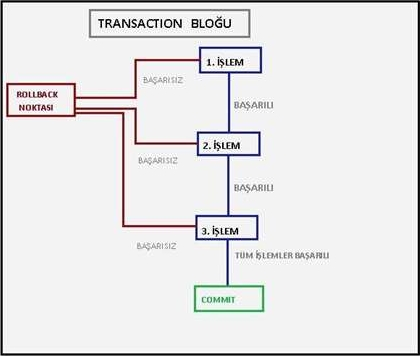 TRANSACTION BLOĞU
1. İŞLEM
BAŞARISIZ
ROLLBACK
NOKTASI
BAŞARILI
2. İŞLEM
BAŞARISIZ
BAŞARILI
3. İŞLEM
BAŞARISIZ
TÜM İŞLEMLER BAŞARILI
COMMIT